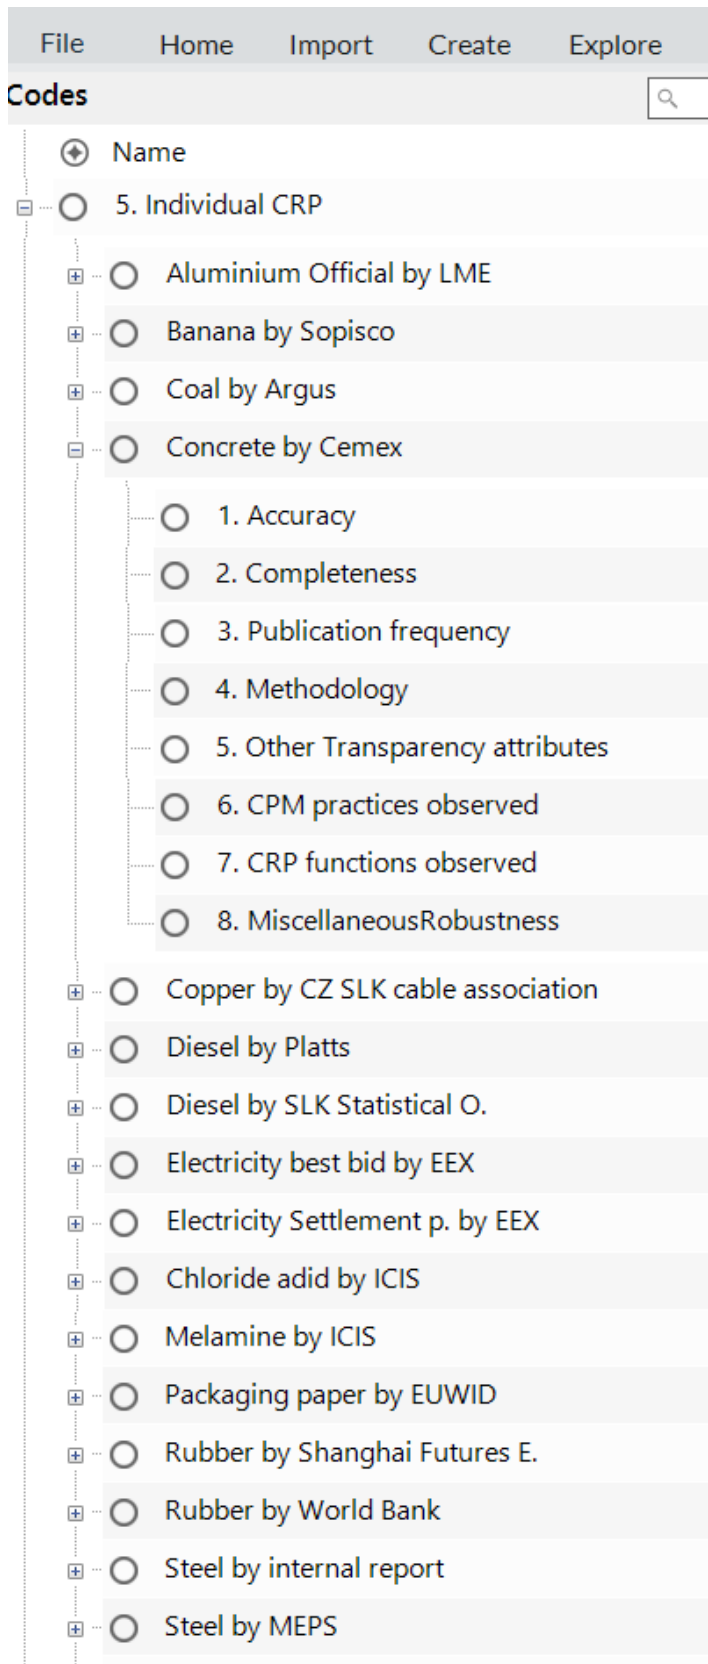 File Home Import Create Explore
Codes
Name
5. Individual CRP
Aluminium Official by LME
Banana by Sopisco
Coal by Argus
Concrete by Cemex
1. Accuracy
2. Completeness
3. Publication frequency
4. Methodology
5. Other Transparency attributes
6. CPM practices observed
7. CRP functions observed
8. MiscellaneousRobustness
Copper by CZ SLK cable association
Diesel by Platts
Diesel by SLK Statistical O.
Electricity best bid by EEX
Electricity Settlement p. by EEX
Chloride adid by ICIS
Melamine by ICIS
Packaging paper by EUWID
Rubber by Shanghai Futures E.
Rubber by World Bank
Steel by internal report
Steel by MEPS